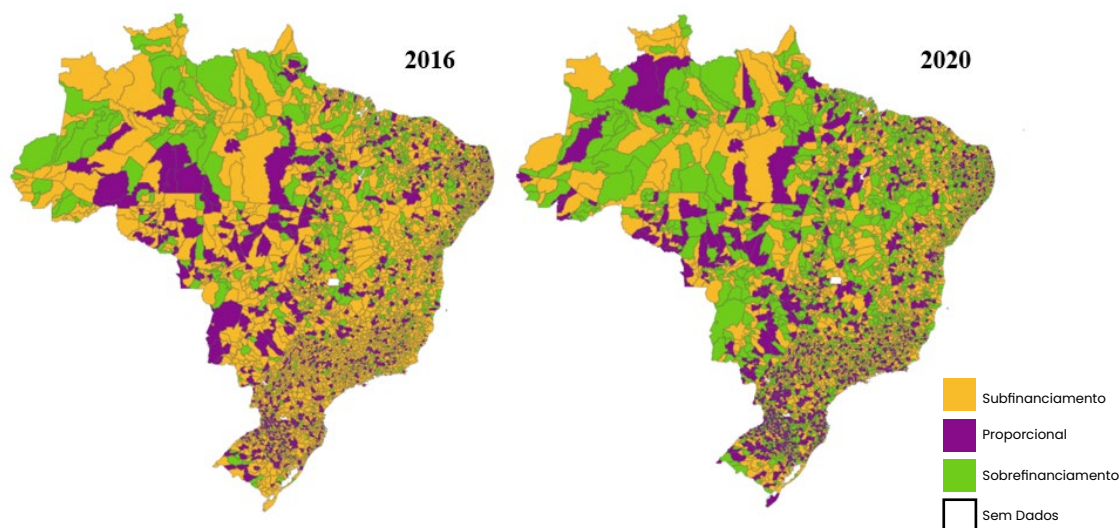 2016
2020
Subfinanciamento
Proporcional
Sobrefinanciamento
Sem Dados